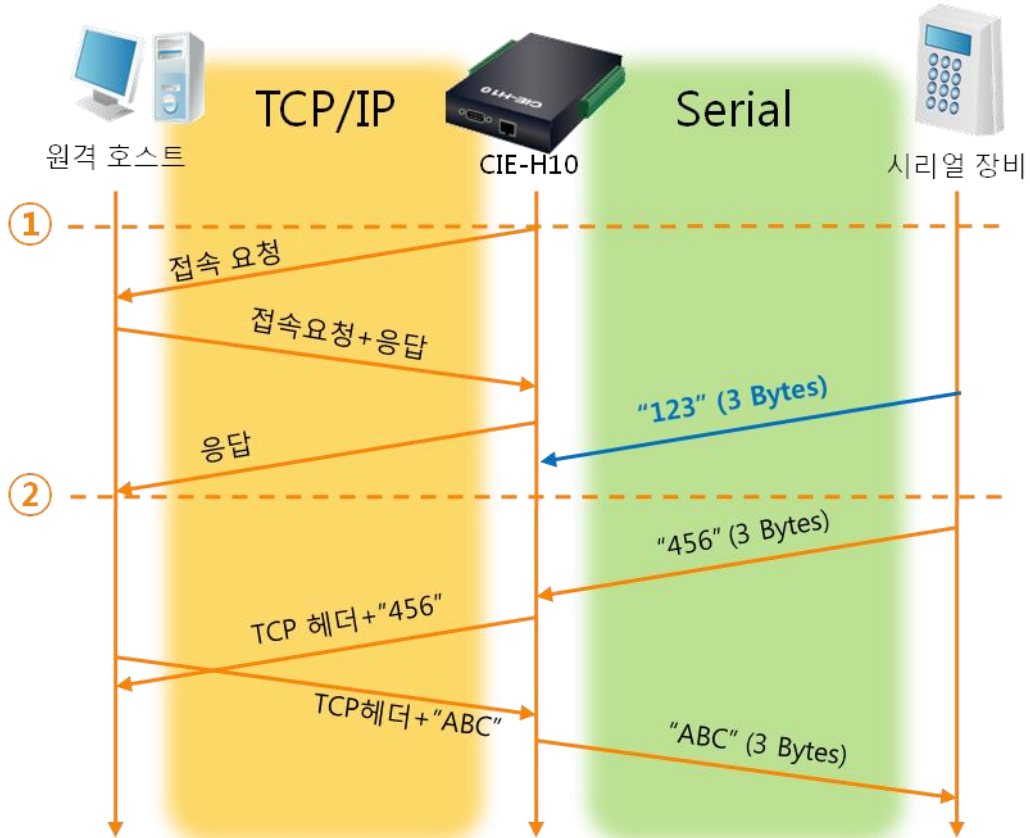 TCP/IP
Serial
CIE-H10
원격 호스트
CIE-H10
시리얼 장비
①
접속 요청
접속요청+응답
"123" (3 Bytes)
응답
②
"456" (3 Bytes)
TCP 헤더+"456"
TCP헤더+"ABC"
"ABC" (3 Bytes)